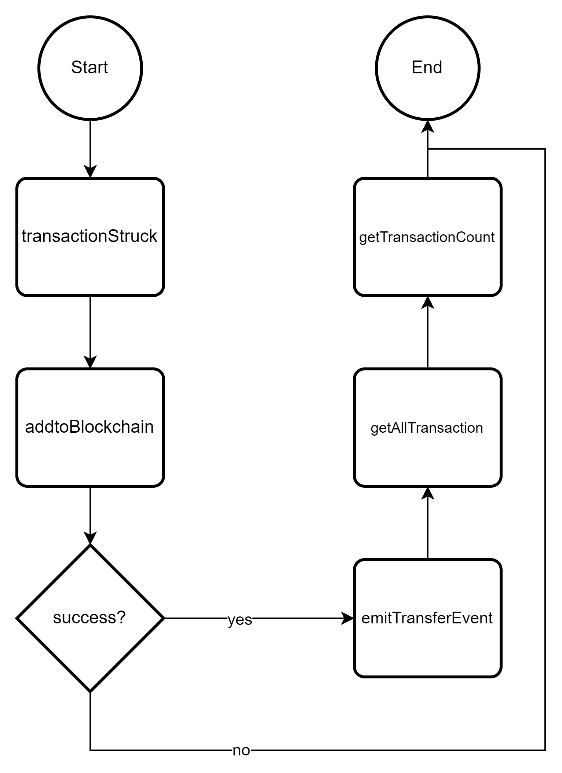 Start
transactionStruck
addtoBlockchain
success?
yes
no
emitTransferEvent
getAllTransaction
getTransactionCount
End